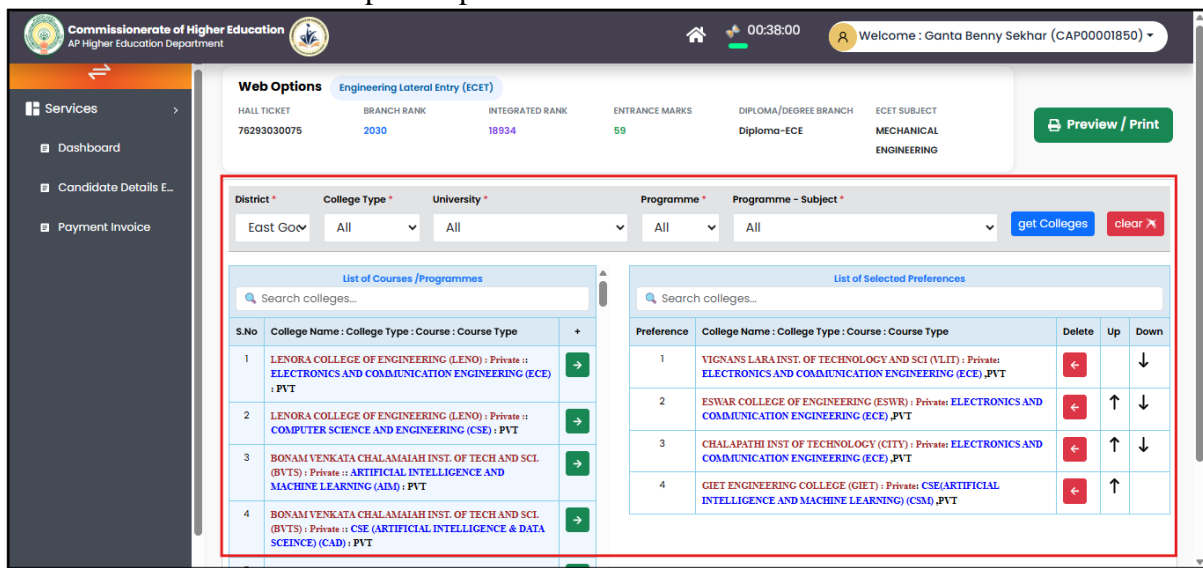 Commissionerate of Higher Education
AP Higher Education Department
00:38:00
Welcome : Ganta Benny Sekhar (CAP00001850)
Services
Dashboard
Candidate Details E...
Payment Invoice
Web Options Engineering Lateral Entry (ECET)
HALL TICKET BRANCH RANK INTEGRATED RANK ENTRANCE MARKS DIPLOMA/DEGREE BRANCH ECET SUBJECT
76293030075 2030 18934 59 Diploma-ECE MECHANICAL
ENGINEERING
Preview / Print
District * College Type * University * Programme * Programme - Subject *
East Goc All All All All get Colleges clear
List of Courses /Programmes
Search colleges...
S.No College Name : College Type : Course : Course Type +
1 LENORA COLLEGE OF ENGINEERING (LENO) : Private ::
ELECTRONICS AND COMMUNICATION ENGINEERING (ECE)
: PVT
2 LENORA COLLEGE OF ENGINEERING (LENO) : Private ::
COMPUTER SCIENCE AND ENGINEERING (CSE) : PVT
3 BONAM VENKATA CHALAMAIAH INST. OF TECH AND SCI.
(BVTS) : Private :: ARTIFICIAL INTELLIGENCE AND
MACHINE LEARNING (AIM) : PVT
4 BONAM VENKATA CHALAMAIAH INST. OF TECH AND SCI.
(BVTS) : Private :: CSE (ARTIFICIAL INTELLIGENCE & DATA
SCEINCE) (CAD) : PVT
List of Selected Preferences
Search colleges...
Preference College Name : College Type : Course : Course Type Delete Up Down
1 VIGNANS LARA INST. OF TECHNOLOGY AND SCI (VLIT) : Private:
ELECTRONICS AND COMMUNICATION ENGINEERING (ECE) ,PVT
2 ESWAR COLLEGE OF ENGINEERING (ESWR) : Private: ELECTRONICS AND
COMMUNICATION ENGINEERING (ECE) ,PVT
3 CHALAPATHI INST OF TECHNOLOGY (CITY) : Private: ELECTRONICS AND
COMMUNICATION ENGINEERING (ECE) ,PVT
4 GIET ENGINEERING COLLEGE (GIET) : Private: CSE(ARTIFICIAL
INTELLIGENCE AND MACHINE LEARNING) (CSM) ,PVT